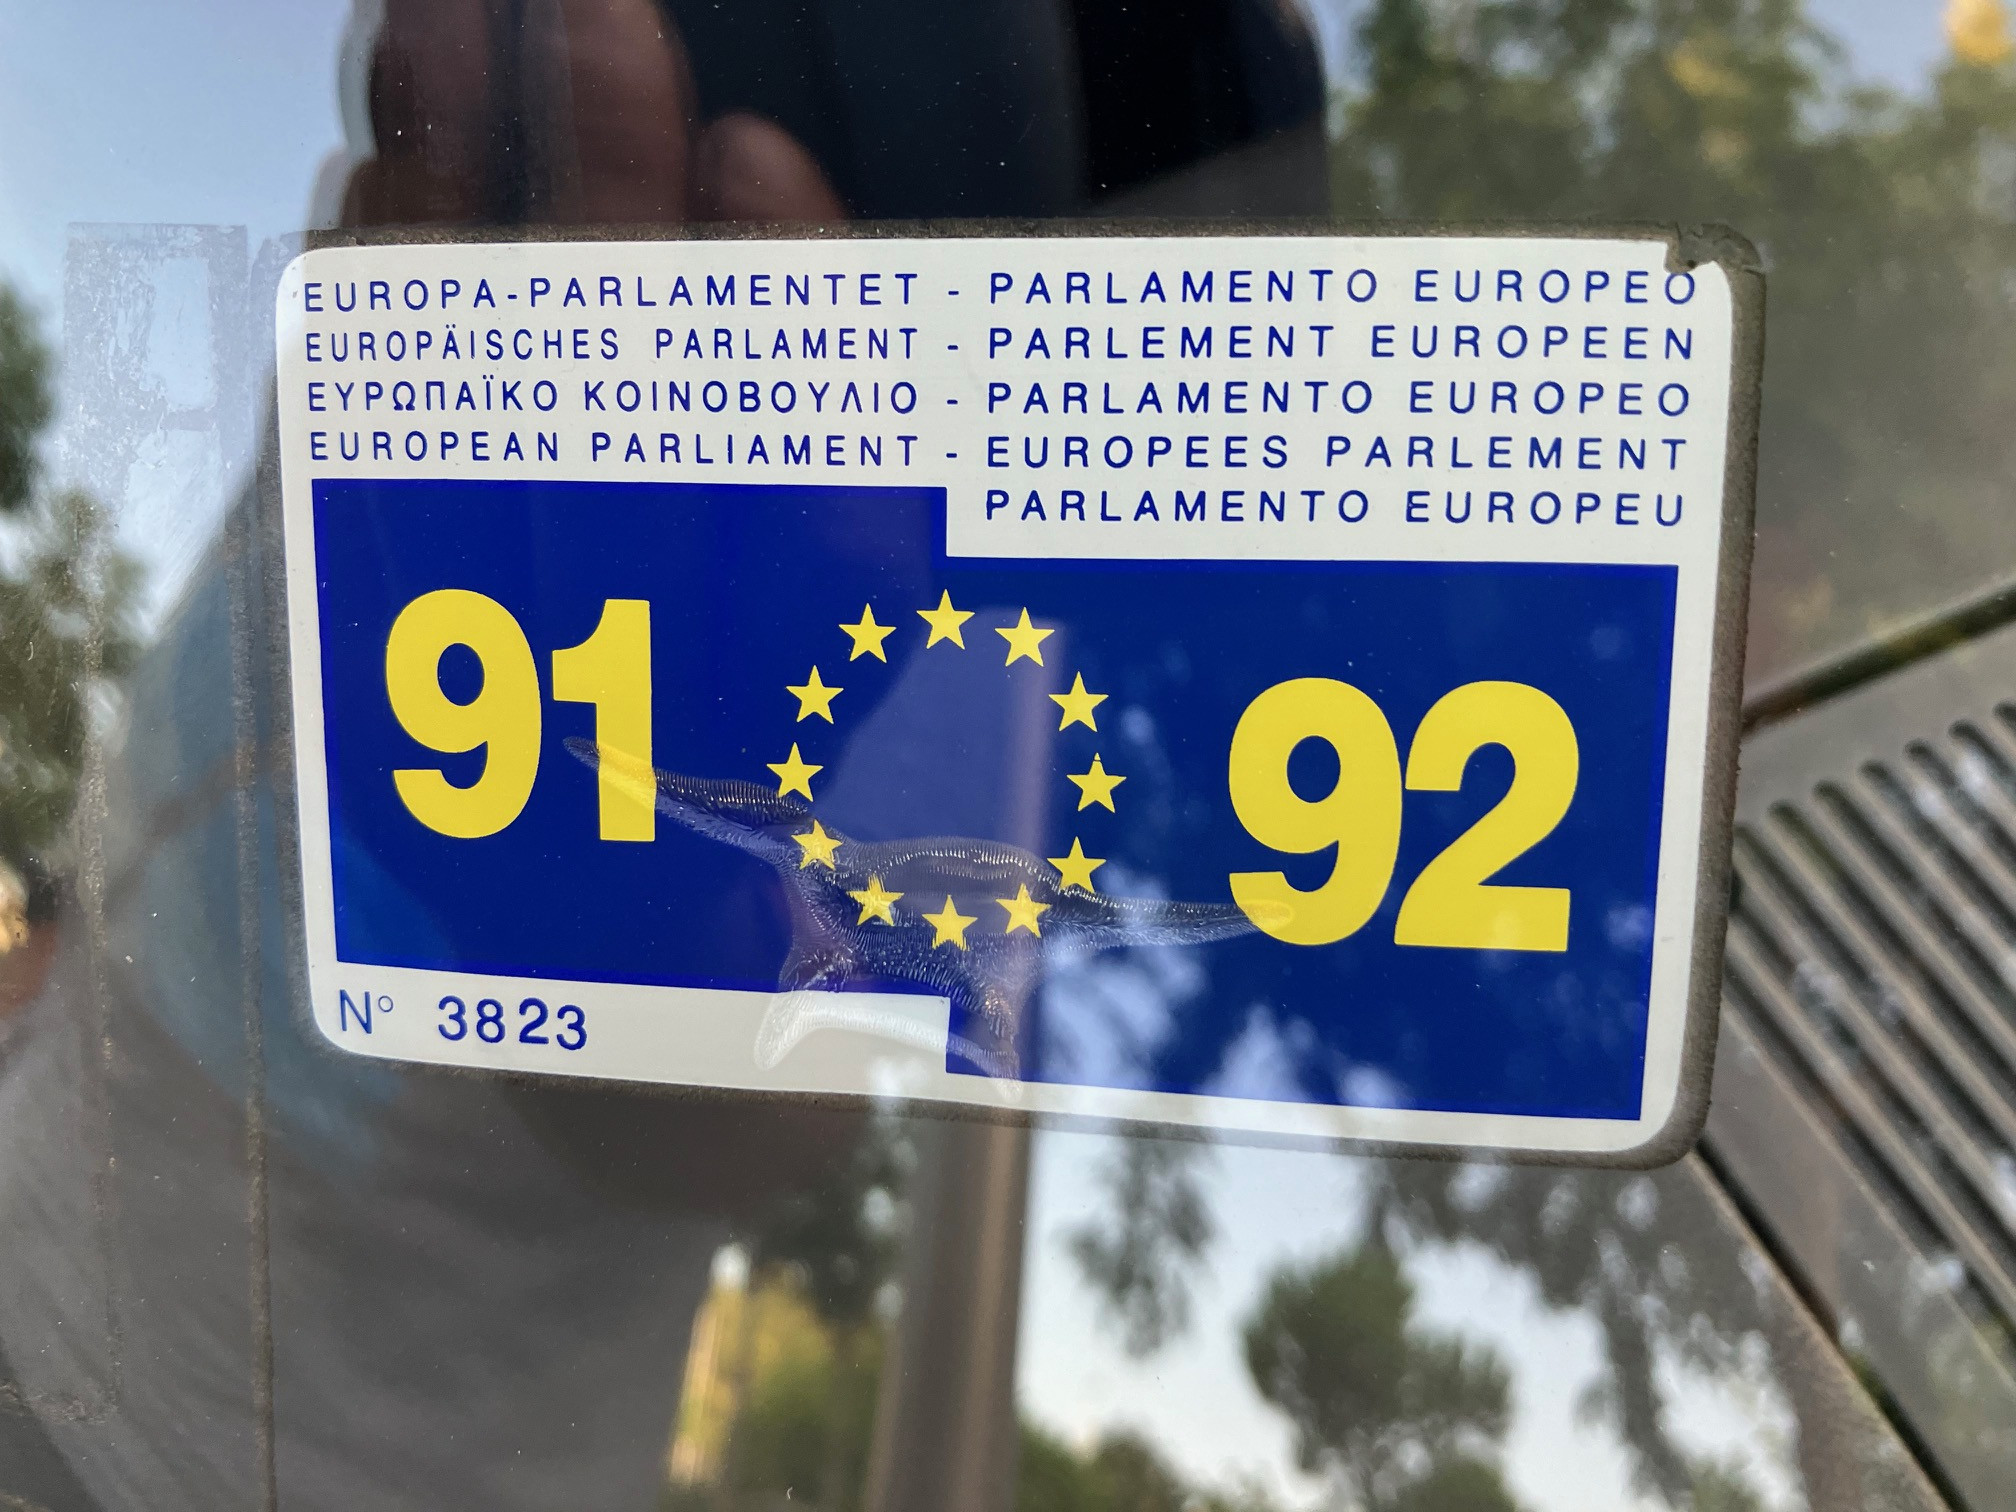 EUROPA-PARLAMENTET - PARLAMENTO EUROPEO
EUROPÄISCHES PARLAMENT - PARLEMENT EUROPEEN
ΕΥΡΩΠΑΪΚΟ ΚΟΙΝΟΒΟΥΛΙΟ - PARLAMENTO EUROPEO
EUROPEAN PARLIAMENT - EUROPEES PARLEMENT
PARLAMENTO EUROPEU
91 92
N° 3823